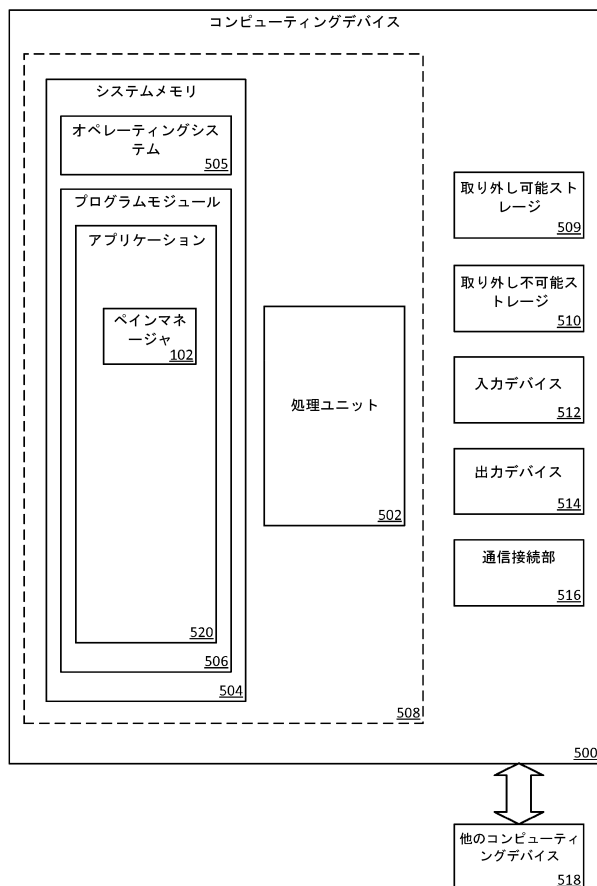 コンピューティングデバイス
システムメモリ
オペレーティングシス
テム
505
プログラムモジュール
アプリケーション
ペインマネ
ージャ
102
520
506
504
処理ユニット
502
508
取り外し可能スト
レージ
509
取り外し不可能ス
トレージ
510
入力デバイス
512
出力デバイス
514
通信接続部
516
500
他のコンピューティ
ングデバイス
518